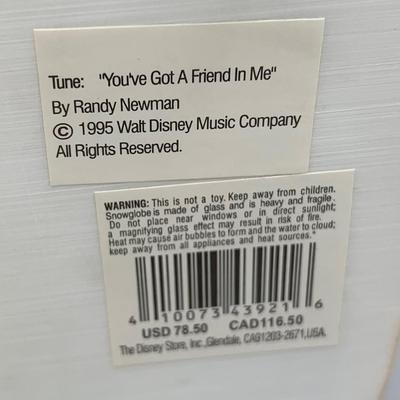 Tune: "You've Got A Friend In Me"
By Randy Newman
© 1995 Walt Disney Music Company
All Rights Reserved.
WARNING: This is not a toy. Keep away from children.
Snowglobe is made of glass and is heavy and fragile.
Do not place near windows or in direct sunlight;
a magnifying glass effect may result in risk of fire.
Heat may cause air bubbles to form and the water to cloud;
keep away from all appliances and heat sources."
4 10073 43921 6
USD 78.50 CAD116.50
The Disney Store, Inc.,Glendale, CA91203-2671,USA.